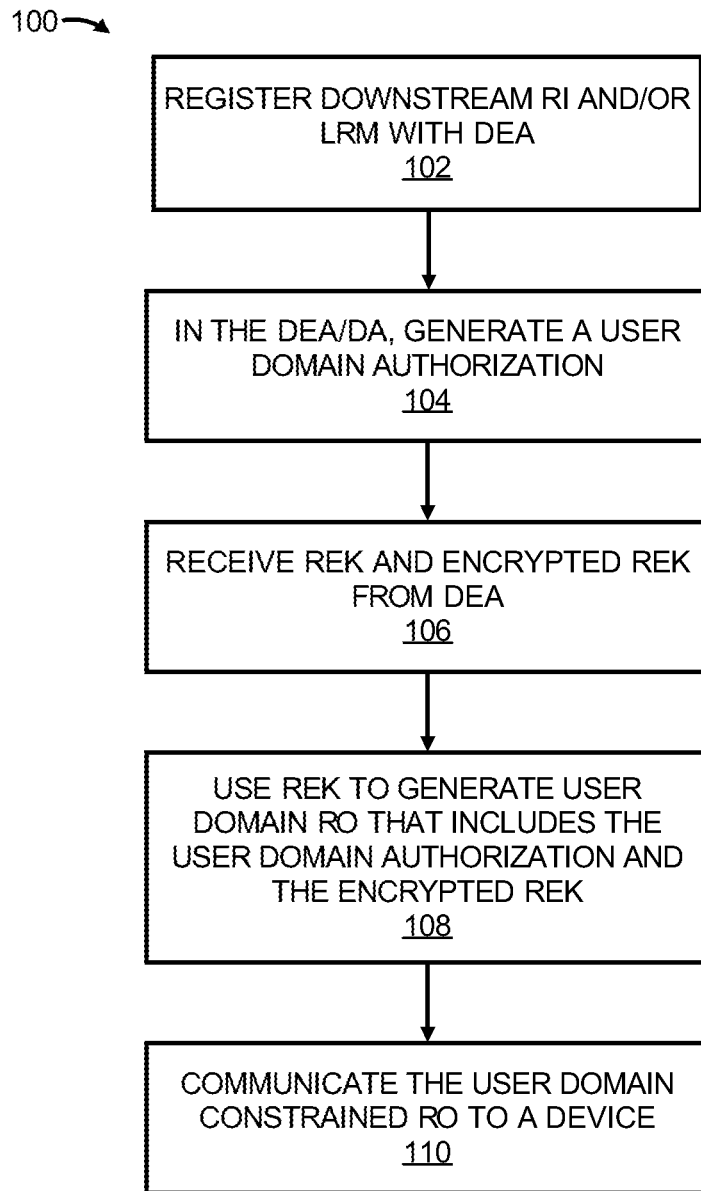 100
REGISTER DOWNSTREAM RI AND/OR
LRM WITH DEA
102
IN THE DEA/DA, GENERATE A USER
DOMAIN AUTHORIZATION
104
RECEIVE REK AND ENCRYPTED REK
FROM DEA
106
USE REK TO GENERATE USER
DOMAIN RO THAT INCLUDES THE
USER DOMAIN AUTHORIZATION AND
THE ENCRYPTED REK
108
COMMUNICATE THE USER DOMAIN
CONSTRAINED RO TO A DEVICE
110